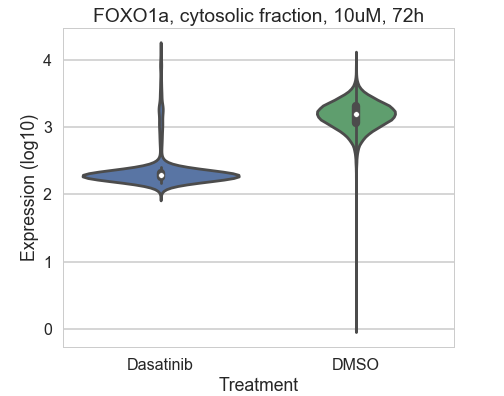 FOXO1a, cytosolic fraction, 10uM, 72h
Expression (log10)
4
3
2
1
0
Dasatinib DMSO
Treatment